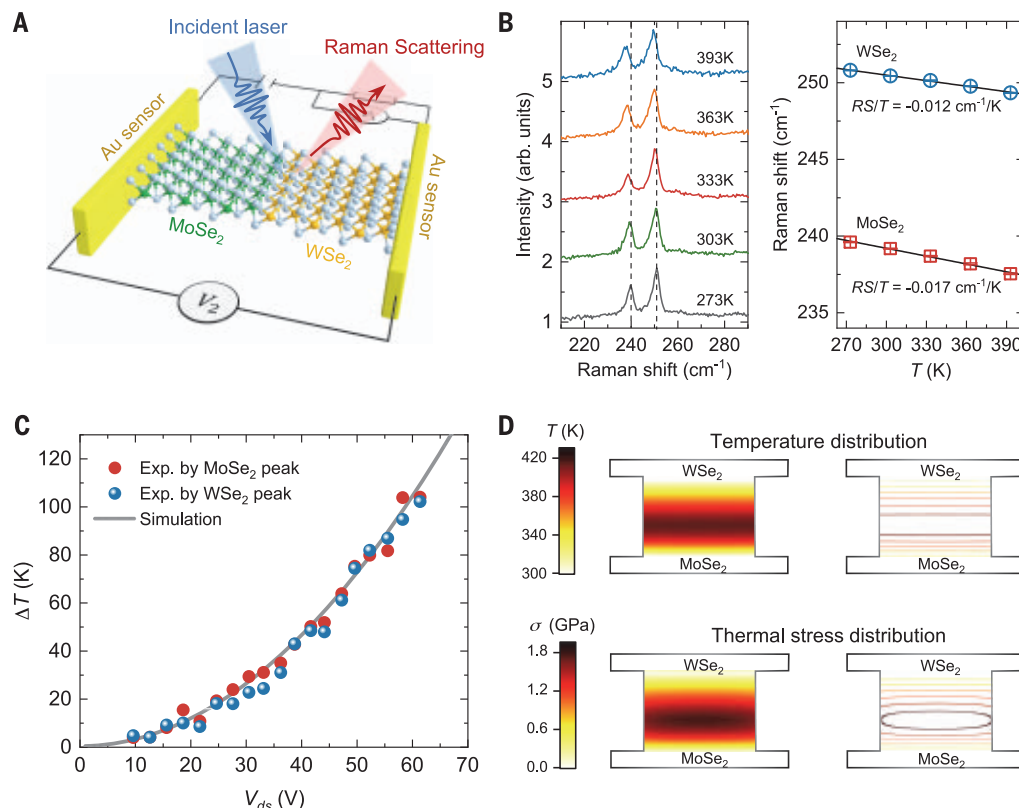 A
Incident laser
Raman Scattering
Au sensor
Au sensor
MoSe2
WSe2
V2
B
Intensity (arb. units)
5
4
3
2
1
393K
363K
333K
303K
273K
220
240
260
280
Raman shift (cm-1)
Raman shift (cm-1)
250
245
240
235
WSe2
RS/T = -0.012 cm-1/K
MoSe2
RS/T = -0.017 cm-1/K
270 300 330 360 390
T (K)
C
ΔT (K)
120
100
80
60
40
20
0
Exp. by MoSe2 peak
Exp. by WSe2 peak
Simulation
0 10 20 30 40 50 60 70
Vds (V)
D
T (K)
420
380
340
300
Temperature distribution
WSe2
MoSe2
WSe2
MoSe2
σ (GPa)
1.8
1.2
0.6
0.0
Thermal stress distribution
WSe2
MoSe2
WSe2
MoSe2